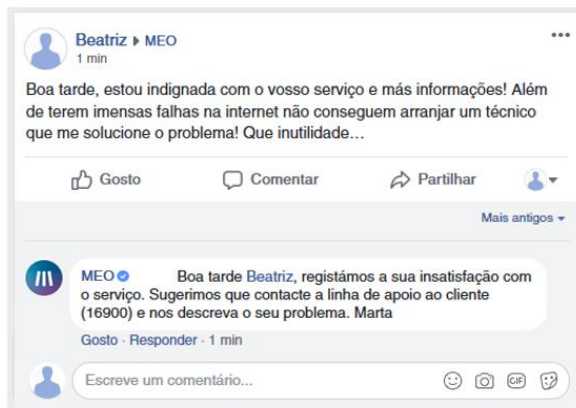 Beatriz ▸ MEO
1 min
Boa tarde, estou indignada com o vosso serviço e más informações! Além
de terem imensas falhas na internet não conseguem arranjar um técnico
que me solucione o problema! Que inutilidade…
Gosto Comentar Partilhar
Mais antigos
MEO Boa tarde Beatriz, registámos a sua insatisfação com
o serviço. Sugerimos que contacte a linha de apoio ao cliente
(16900) e nos descreva o seu problema. Marta
Gosto · Responder · 1 min
Escreve um comentário... GIF